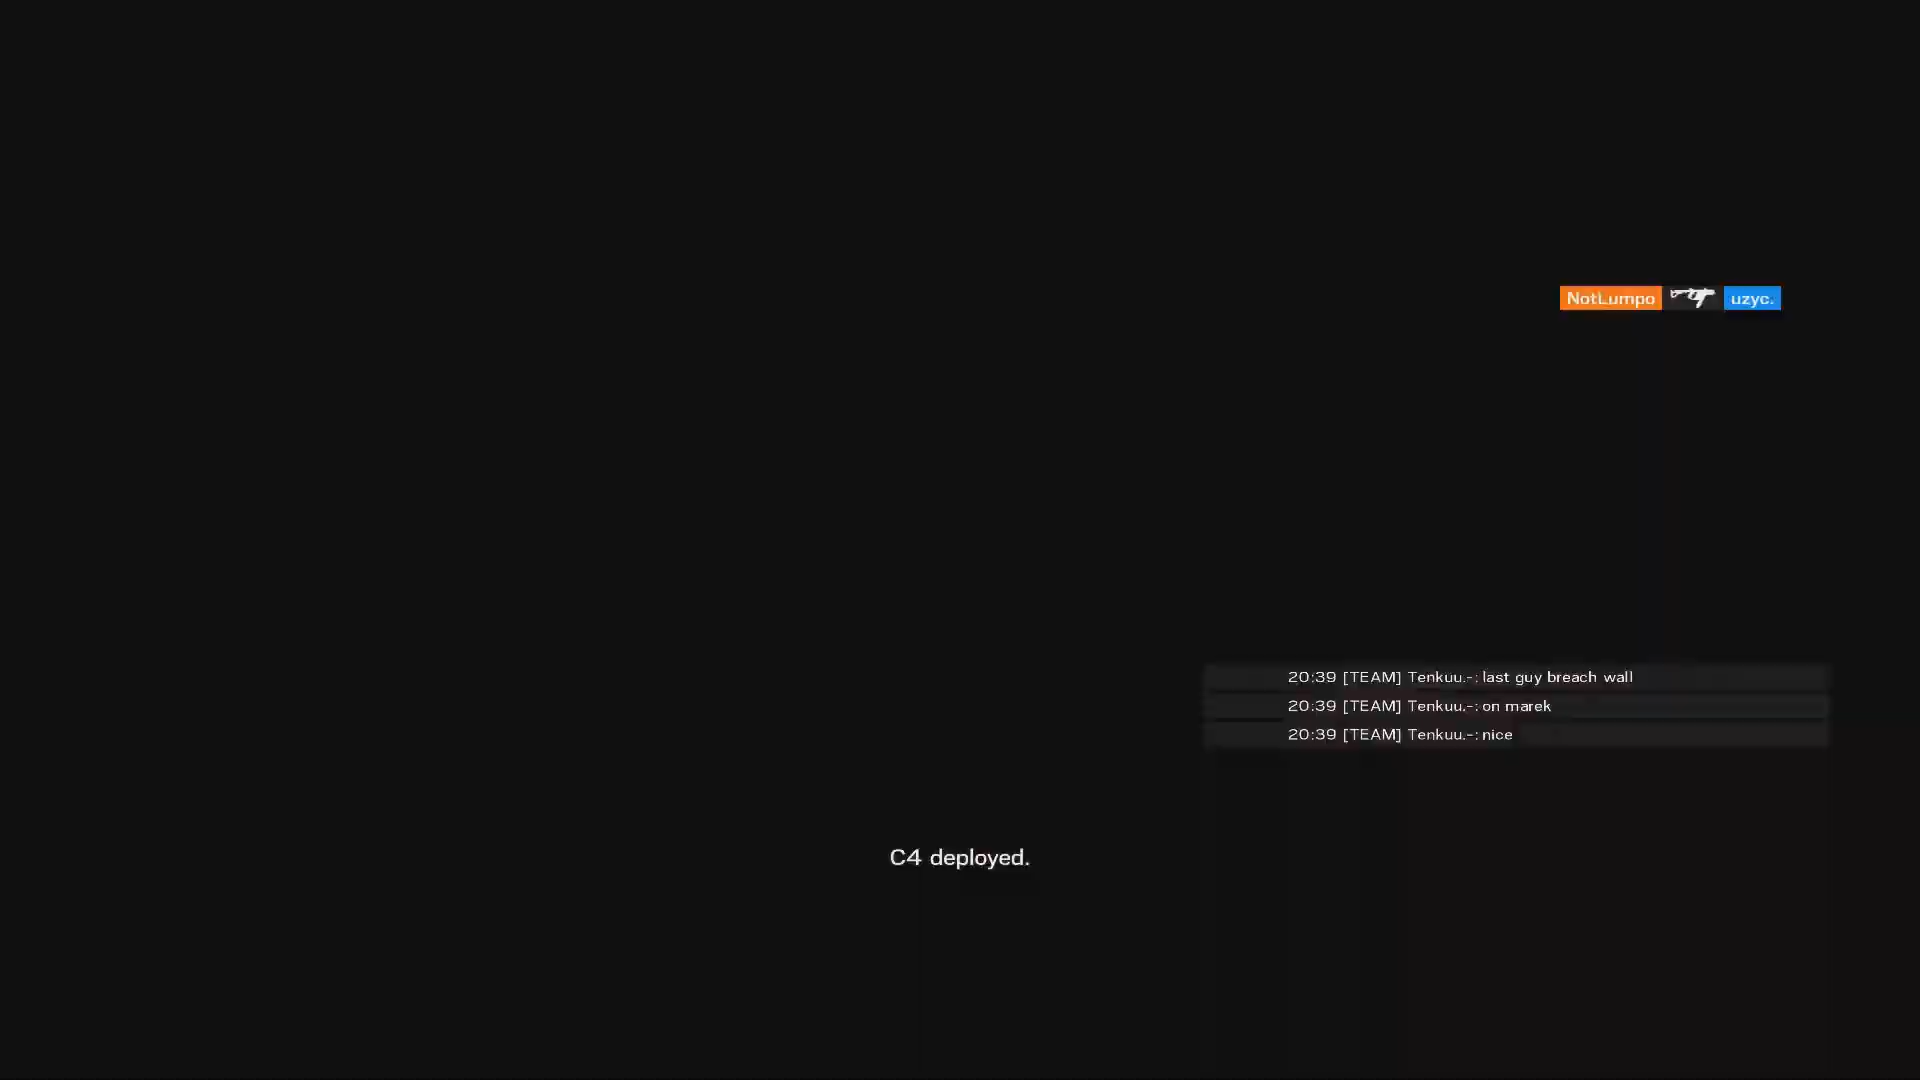 NotLumpo uzyc.
20:39 [TEAM] Tenkuu.-: last guy breach wall
20:39 [TEAM] Tenkuu.-: on marek
20:39 [TEAM] Tenkuu.-: nice
C4 deployed.